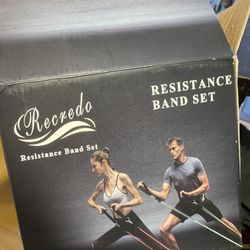 RESISTANCE
BAND SET
Recredo
Resistance Band Set